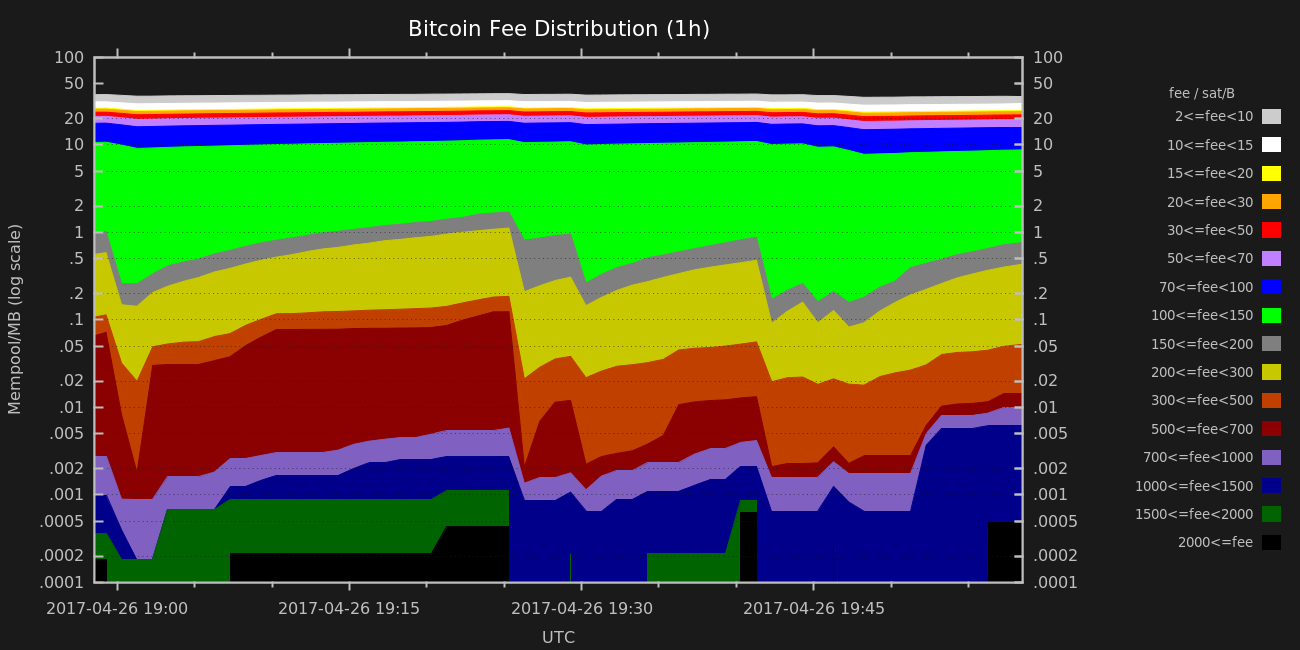 Bitcoin Fee Distribution (1h)
100 100
50 50
20 20
10 10
5 5
2 2
1 1
.5 .5
.2 .2
.1 .1
.05 .05
.02 .02
.01 .01
.005 .005
.002 .002
.001 .001
.0005 .0005
.0002 .0002
.0001 .0001
Mempool/MB (log scale)
2017-04-26 19:00 2017-04-26 19:15 2017-04-26 19:30 2017-04-26 19:45
UTC
fee / sat/B
2<=fee<10
10<=fee<15
15<=fee<20
20<=fee<30
30<=fee<50
50<=fee<70
70<=fee<100
100<=fee<150
150<=fee<200
200<=fee<300
300<=fee<500
500<=fee<700
700<=fee<1000
1000<=fee<1500
1500<=fee<2000
2000<=fee